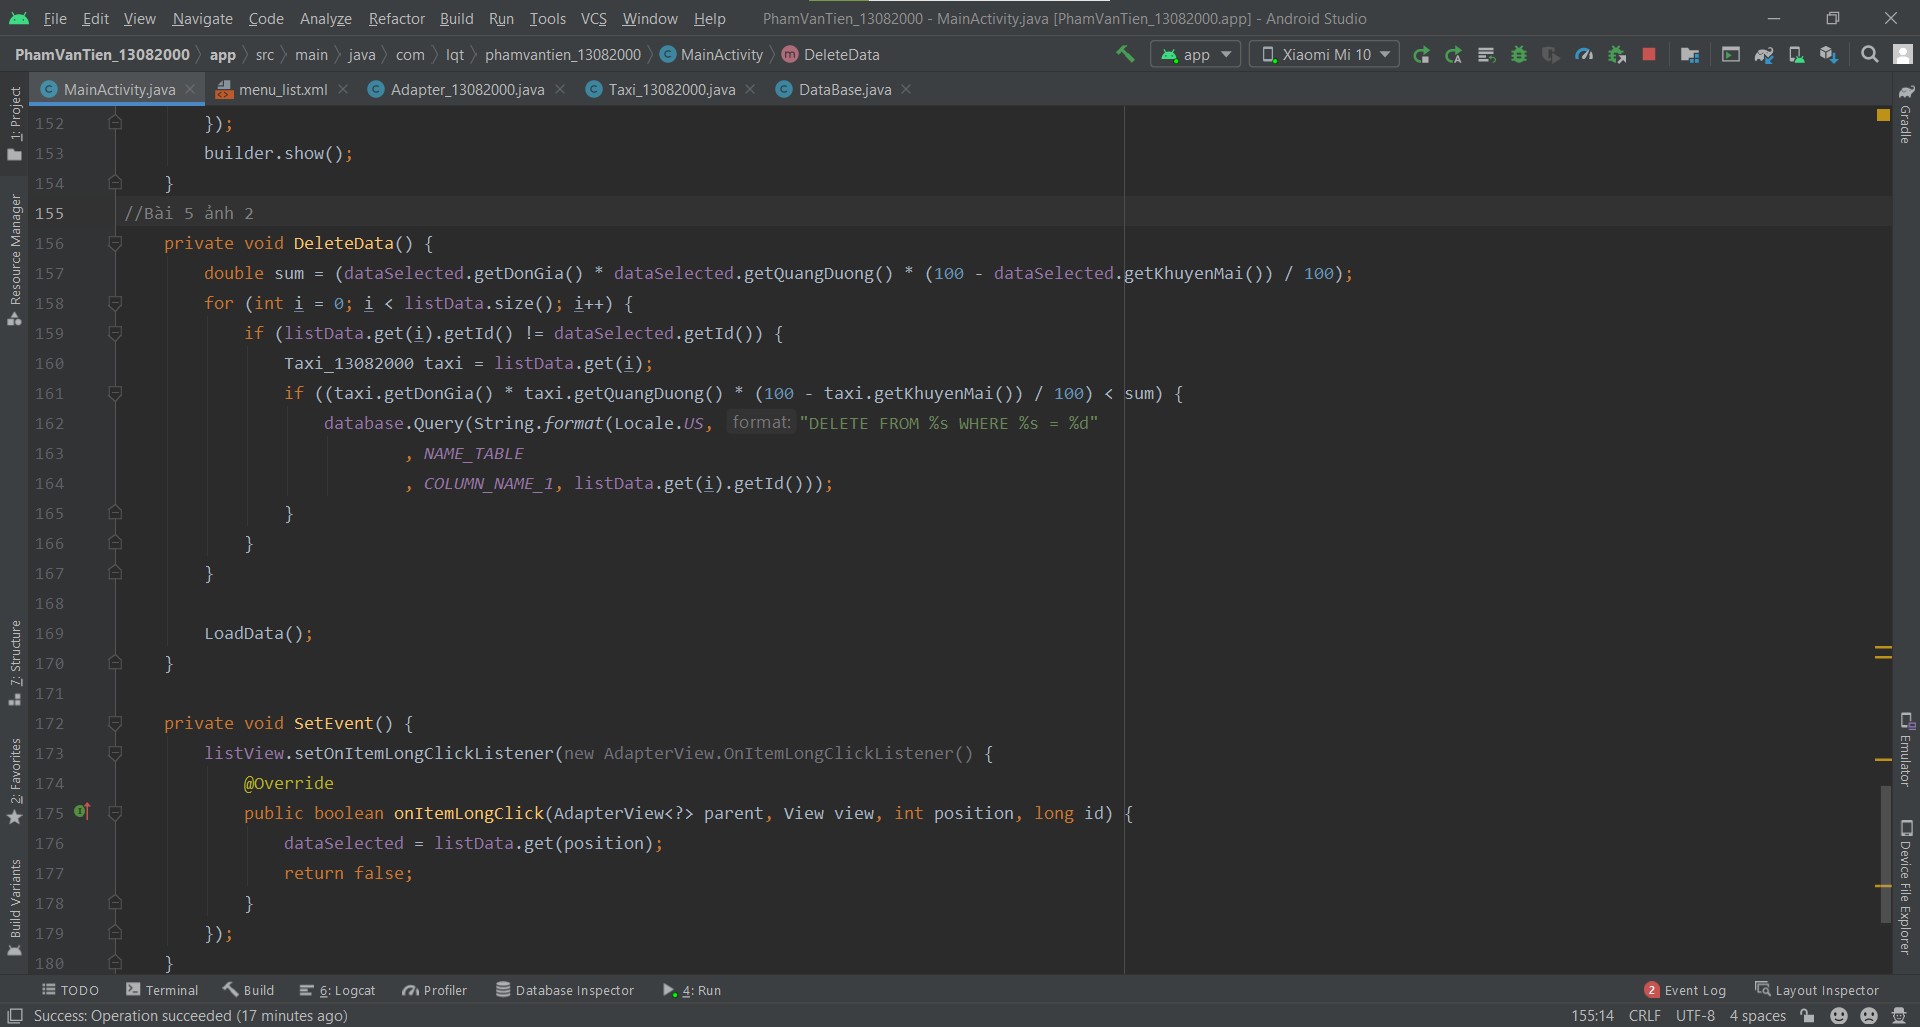 File Edit View Navigate Code Analyze Refactor Build Run Tools VCS Window Help PhamVanTien_13082000 - MainActivity.java [PhamVanTien_13082000.app] - Android Studio
PhamVanTien_13082000 app src main java com lqt phamvantien_13082000 MainActivity DeleteData app Xiaomi Mi 10
MainActivity.java menu_list.xml Adapter_13082000.java Taxi_13082000.java DataBase.java
1: Project
Resource Manager
7: Structure
2: Favorites
Build Variants
152 });
153 builder.show();
154 }
155 //Bài 5 ảnh 2
156 private void DeleteData() {
157 double sum = (dataSelected.getDonGia() * dataSelected.getQuangDuong() * (100 - dataSelected.getKhuyenMai()) / 100);
158 for (int i = 0; i < listData.size(); i++) {
159 if (listData.get(i).getId() != dataSelected.getId()) {
160 Taxi_13082000 taxi = listData.get(i);
161 if ((taxi.getDonGia() * taxi.getQuangDuong() * (100 - taxi.getKhuyenMai()) / 100) < sum) {
162 database.Query(String.format(Locale.US, format: "DELETE FROM %s WHERE %s = %d"
163 , NAME_TABLE
164 , COLUMN_NAME_1, listData.get(i).getId()));
165 }
166 }
167 }
168
169 LoadData();
170 }
171
172 private void SetEvent() {
173 listView.setOnItemLongClickListener(new AdapterView.OnItemLongClickListener() {
174 @Override
175 public boolean onItemLongClick(AdapterView<?> parent, View view, int position, long id) {
176 dataSelected = listData.get(position);
177 return false;
178 }
179 });
180 }
Gradle
Emulator
Device File Explorer
TODO Terminal Build 6: Logcat Profiler Database Inspector 4: Run 2 Event Log Layout Inspector
Success: Operation succeeded (17 minutes ago) 155:14 CRLF UTF-8 4 spaces